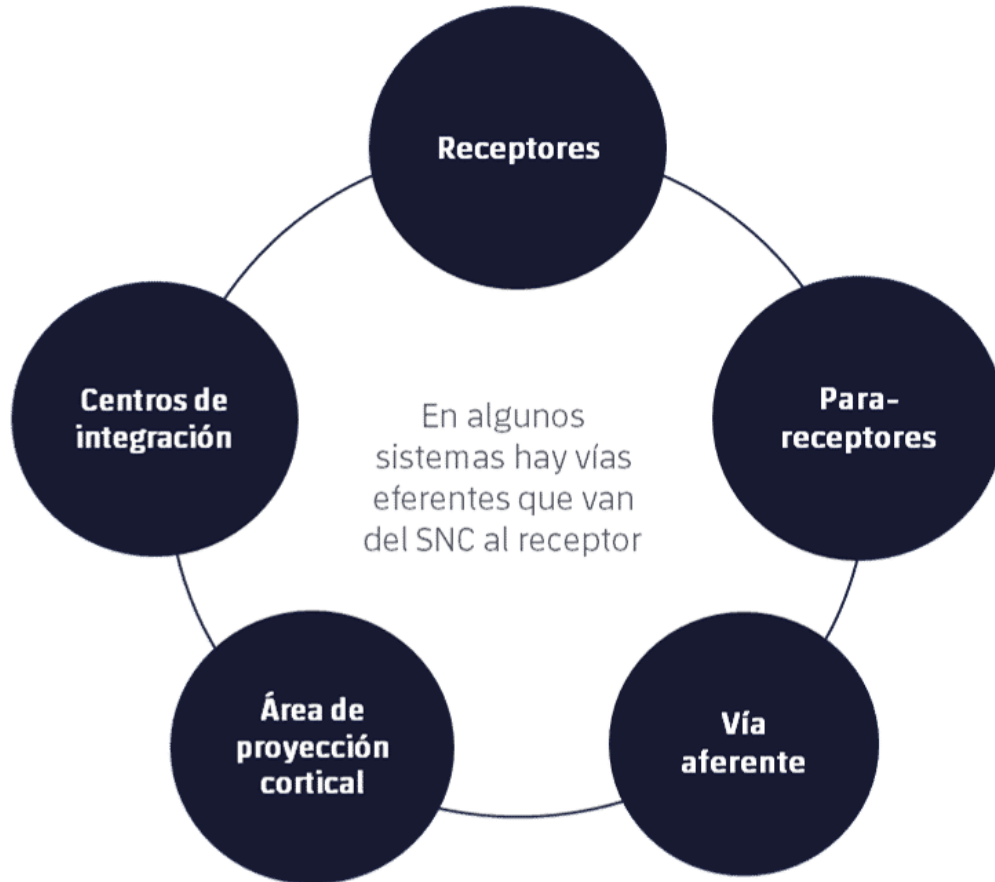 Receptores
Para-
receptores
Vía
aferente
Área de
proyección
cortical
Centros de
integración
En algunos
sistemas hay vías
eferentes que van
del SNC al receptor